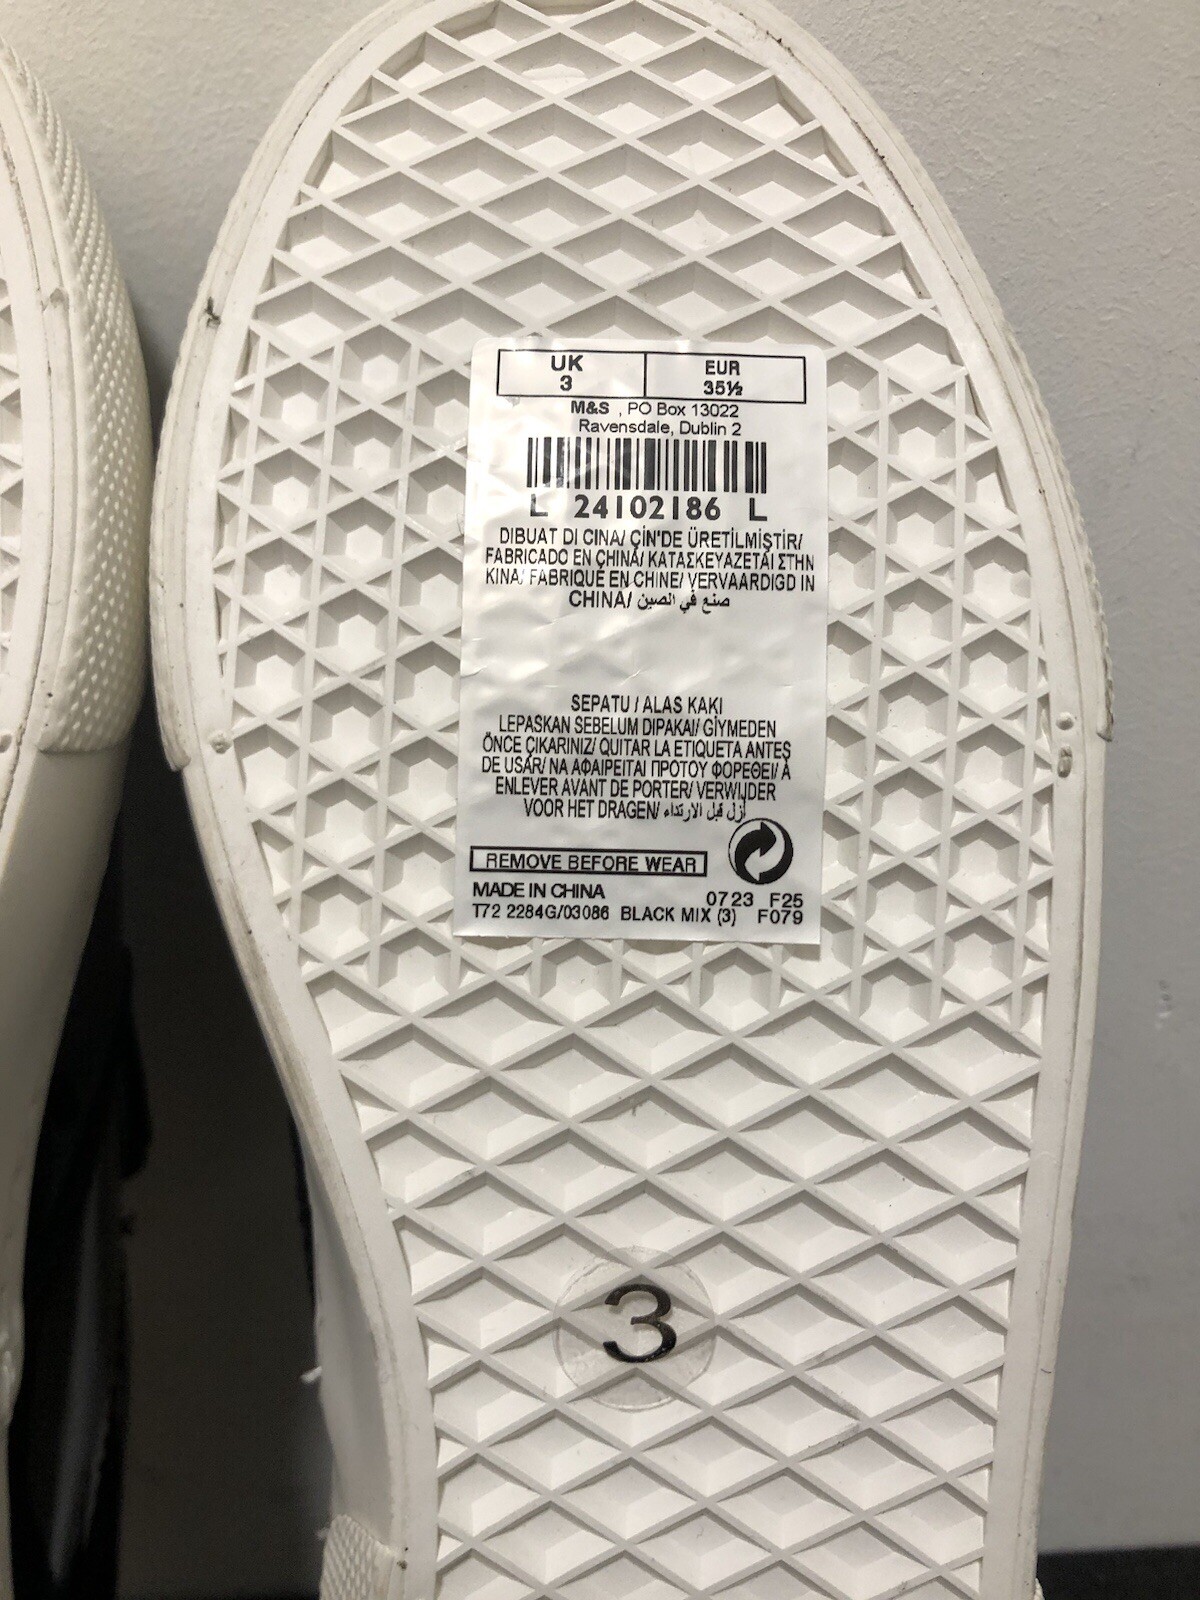 UK EUR
3 35½
M&S , PO Box 13022
Ravensdale, Dublin 2
L 24102186 L
DIBUAT DI CINA/ ÇİN'DE ÜRETİLMİŞTİR/
FABRICADO EN CHINA/ ΚΑΤΑΣΚΕΥΑΖΕΤΑΙ ΣΤΗΝ
ΚΙΝΑ/ FABRIQUÉ EN CHINE/ VERVAARDIGD IN
CHINA/ صنع في الصين
SEPATU / ALAS KAKI
LEPASKAN SEBELUM DIPAKAI/ GİYMEDEN
ÖNCE ÇIKARINIZ/ QUITAR LA ETIQUETA ANTES
DE USAR/ ΝΑ ΑΦΑΙΡΕΙΤΑΙ ΠΡΟΤΟΥ ΦΟΡΕΘΕΙ/ À
ENLEVER AVANT DE PORTER/ VERWIJDER
VOOR HET DRAGEN/ أزل قبل الارتداء
REMOVE BEFORE WEAR
MADE IN CHINA 0723 F25
T72 2284G/03086 BLACK MIX (3) F079
3